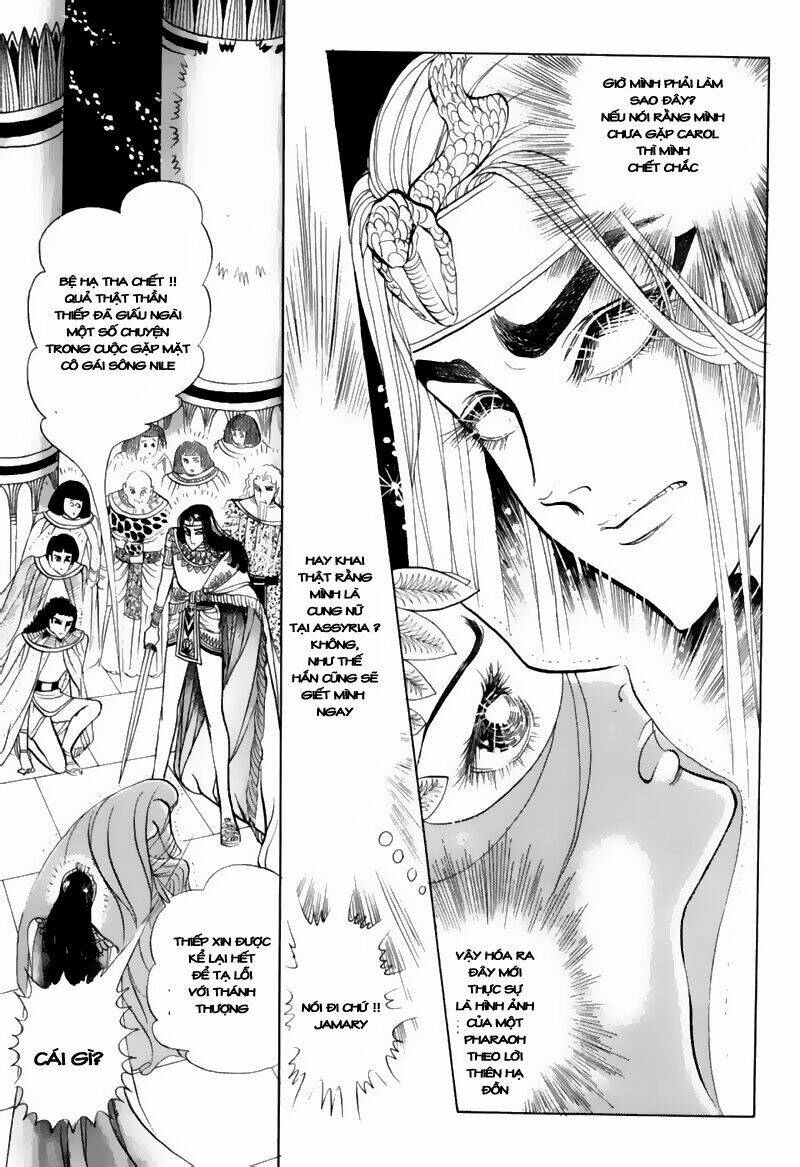 GIỜ MÌNH PHẢI LÀM
SAO ĐÂY?
NẾU NÓI RẰNG MÌNH
CHƯA GẶP CAROL
THÌ MÌNH
CHẾT CHẮC
HAY KHAI
THẬT RẰNG
MÌNH LÀ
CUNG NỮ
TẠI ASSYRIA ?
KHÔNG,
NHƯ THẾ
HẮN CŨNG SẼ
GIẾT MÌNH
NGAY
VẬY HÓA RA
ĐÂY MỚI
THỰC SỰ
LÀ HÌNH ẢNH
CỦA MỘT
PHARAOH
THEO LỜI
THIÊN HẠ
ĐỒN
NÓI ĐI CHỨ !!
JAMARY
BỆ HẠ THA CHẾT !!
QUẢ THẬT THẦN
THIẾP ĐÃ GIẤU NGÀI
MỘT SỐ CHUYỆN
TRONG CUỘC GẶP MẶT
CÔ GÁI SÔNG NILE
THIẾP XIN ĐƯỢC
KỂ LẠI HẾT
ĐỂ TẠ LỖI
VỚI THÁNH
THƯỢNG
CÁI GÌ?